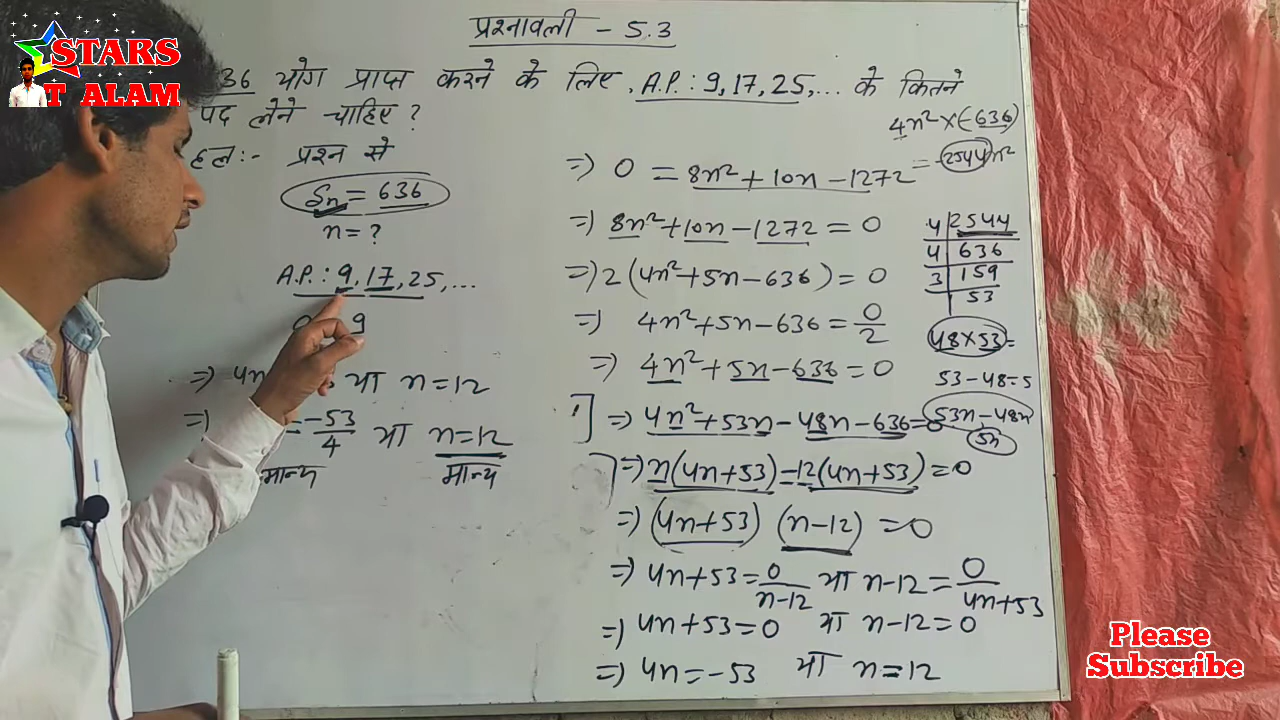 STARS
T ALAM
प्रश्नावली - 5.3
36 योग प्राप्त करने के लिए, A.P.: 9, 17, 25, ... के कितने
पद लेने चाहिए ?
हल:- प्रश्न से
Sn = 636
n = ?
A.P.: 9, 17, 25, ...
9
=) 4n या n = 12
=) = -53/4 या n = 12
मान्य मान्य
4n² × (-636)
= -2544n²
=) 0 = 8n² + 10n - 1272
=) 8n² + 10n - 1272 = 0
=) 2(4n² + 5n - 636) = 0
=) 4n² + 5n - 636 = 0/2
=) 4n² + 5n - 636 = 0
=) 4n² + 53n - 48n - 636 = 0
=) n(4n + 53) - 12(4n + 53) = 0
=) (4n + 53) (n - 12) = 0
=) 4n + 53 = 0/n-12 या n - 12 = 0/4n+53
=) 4n + 53 = 0 या n - 12 = 0
=) 4n = -53 या n = 12
4 | 2544
4 | 636
3 | 159
| 53
48 × 53 =
53 - 48 = 5
53n - 48n
5n
Please
Subscribe